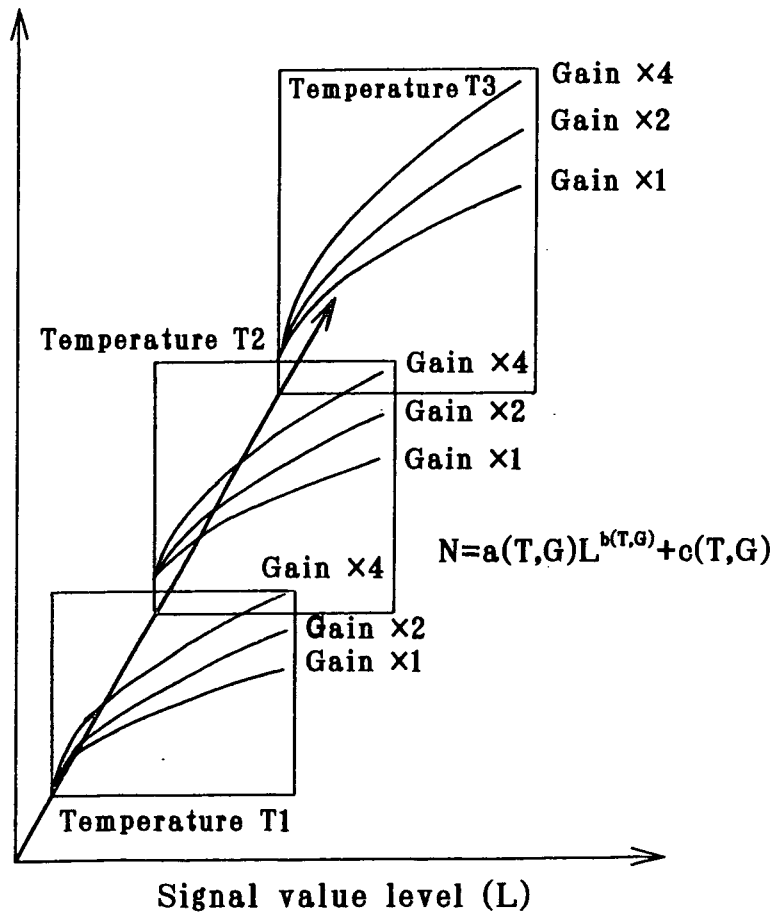 Temperature T3
Gain ×4
Gain ×2
Gain ×1
Temperature T2
Gain ×4
Gain ×2
Gain ×1
N=a(T,G)L^b(T,G)+c(T,G)
Gain ×4
Gain ×2
Gain ×1
Temperature T1
Signal value level (L)